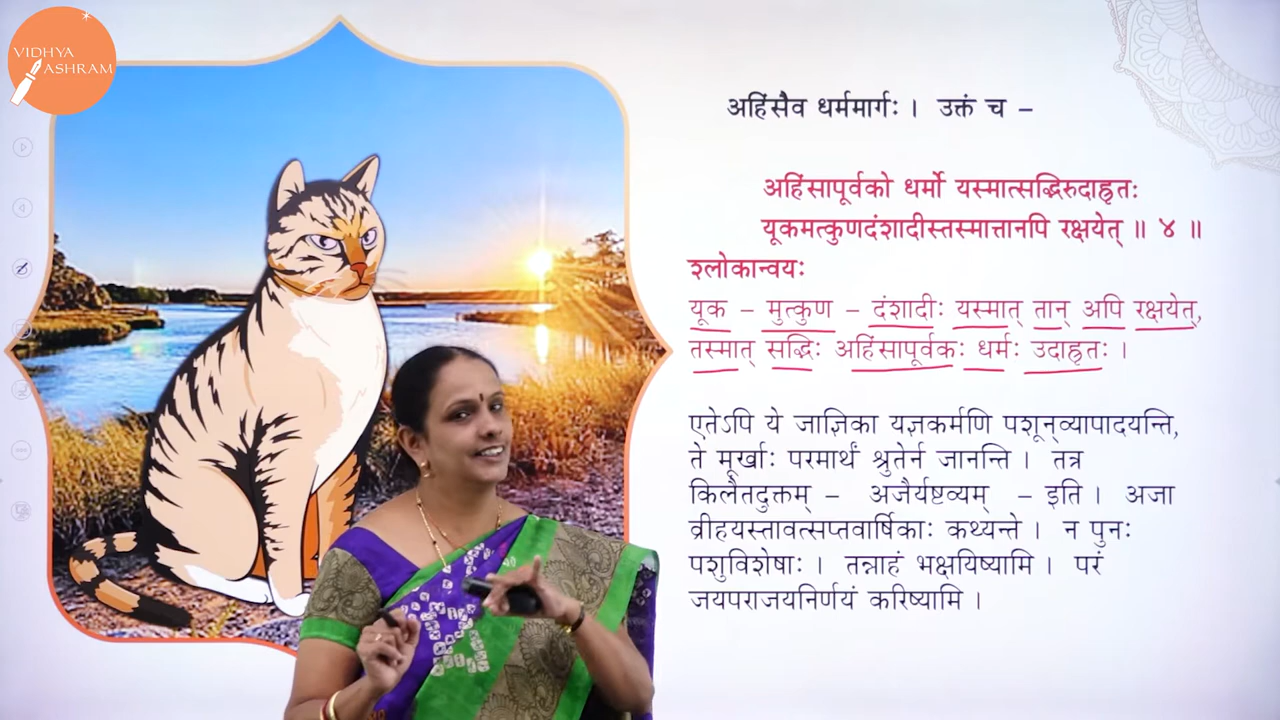 VIDHYA
ASHRAM
अहिंसैव धर्ममार्गः । उक्तं च –
अहिंसापूर्वको धर्मो यस्मात्सद्भिरुदाहृतः
यूकमत्कुणदंशादीस्तस्मात्तानपि रक्षयेत् ॥ ४ ॥
श्लोकान्वयः
यूक – मुत्कुण – दंशादीः यस्मात् तान् अपि रक्षयेत्,
तस्मात् सद्भिः अहिंसापूर्वकः धर्मः उदाहृतः ।
एतेऽपि ये जाज्ञिका यज्ञकर्मणि पशून्व्यापादयन्ति,
ते मूर्खाः परमार्थं श्रुतेर्न जानन्ति । तत्र
किलैतदुक्तम् – अजैर्यष्टव्यम् – इति । अजा
व्रीहयस्तावत्सप्तवार्षिकाः कथ्यन्ते । न पुनः
पशुविशेषाः । तन्नाहं भक्षयिष्यामि । परं
जयपराजयनिर्णयं करिष्यामि ।